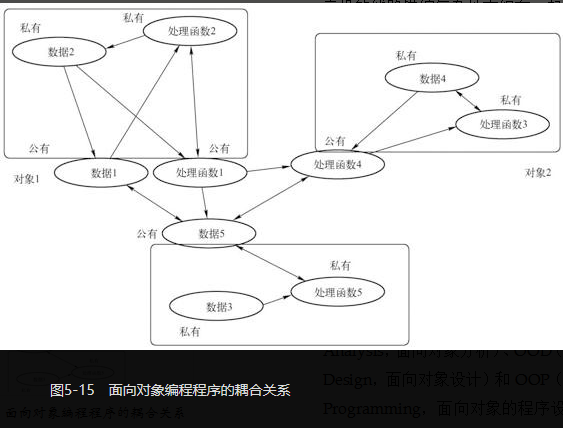 私有
处理函数2
数据2
私有
私有
数据4
私有
处理函数3
公有
公有
公有
对象1
数据1
处理函数1
处理函数4
对象2
公有
数据5
私有
处理函数5
数据3
私有
图5-15 面向对象编程程序的耦合关系
Analysis，面向对象分析）、OOD（
Design，面向对象设计）和 OOP（
Programming，面向对象的程序设
面向对象编程程序的耦合关系